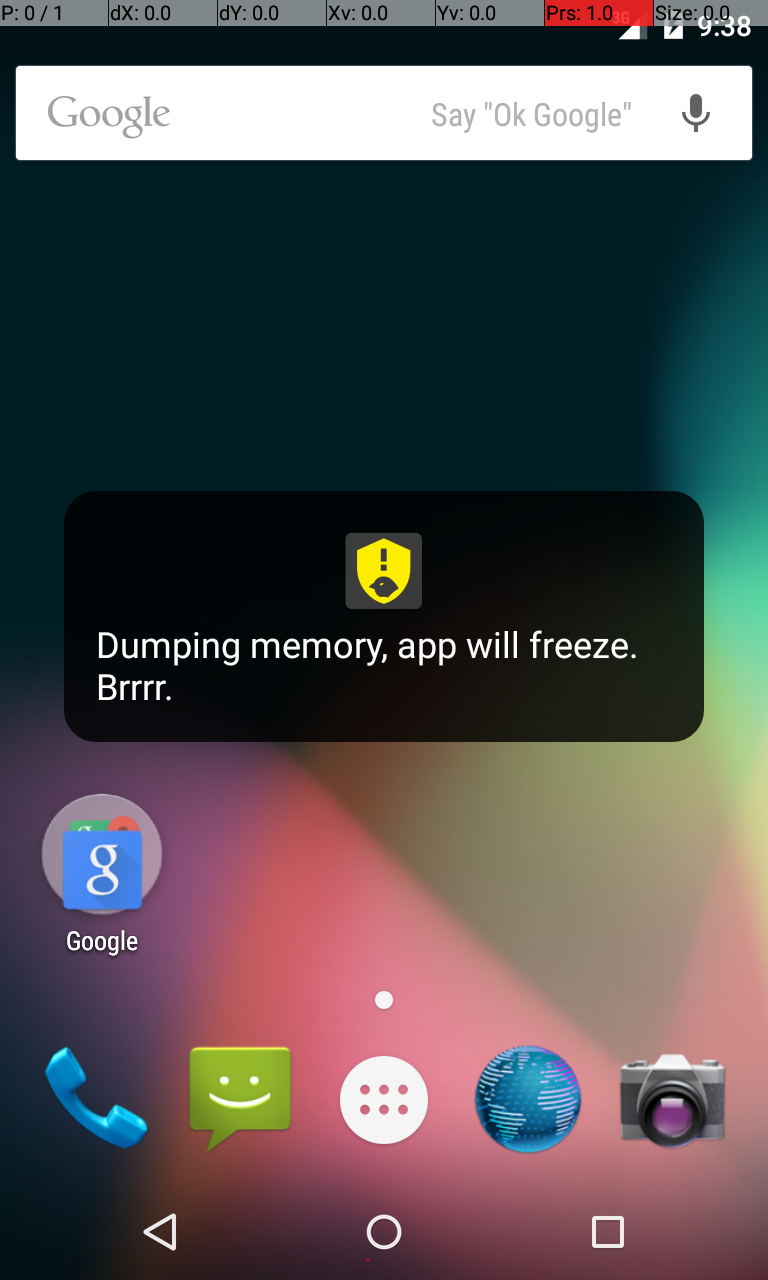 P: 0 / 1 dX: 0.0 dY: 0.0 Xv: 0.0 Yv: 0.0 Prs: 1.0 Size: 0.0
3G 9:38
Google Say "Ok Google"
Dumping memory, app will freeze.
Brrrr.
g
Google